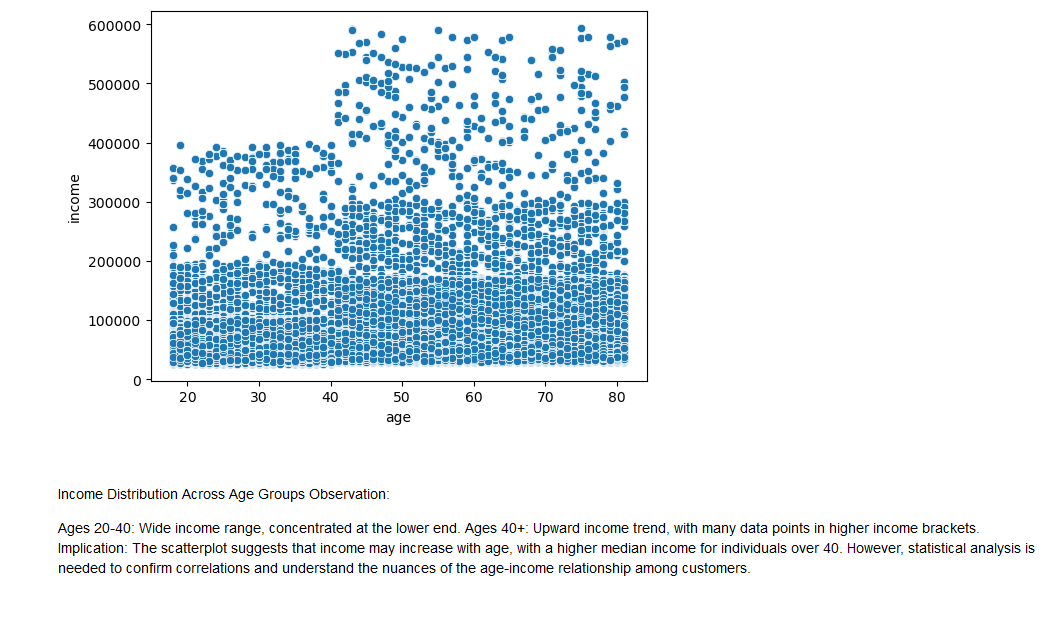 600000
500000
400000
300000
200000
100000
0
income
20 30 40 50 60 70 80
age
Income Distribution Across Age Groups Observation:
Ages 20-40: Wide income range, concentrated at the lower end. Ages 40+: Upward income trend, with many data points in higher income brackets.
Implication: The scatterplot suggests that income may increase with age, with a higher median income for individuals over 40. However, statistical analysis is
needed to confirm correlations and understand the nuances of the age-income relationship among customers.